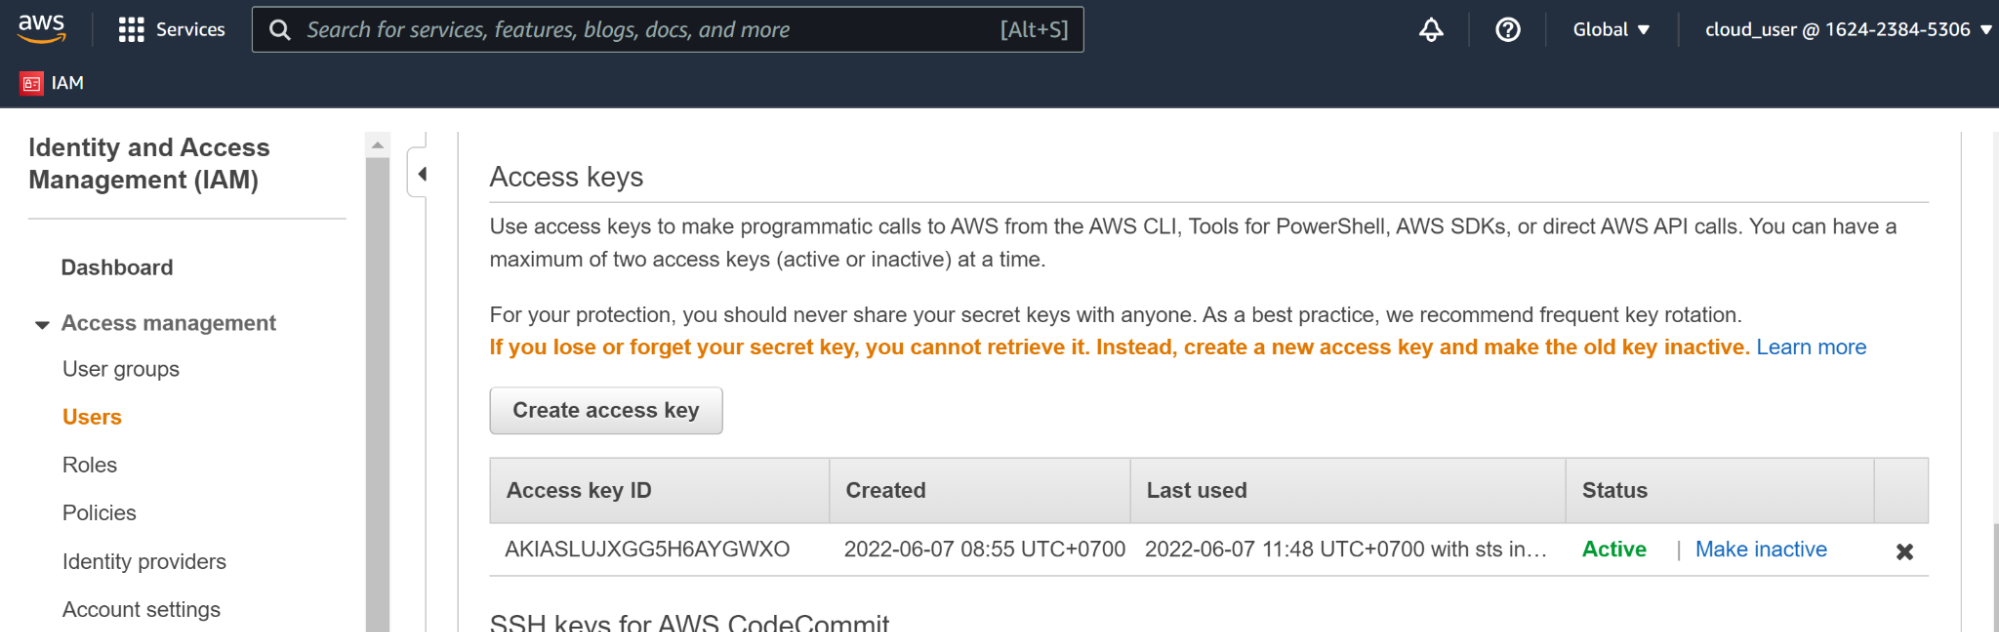 aws
Services
Search for services, features, blogs, docs, and more
[Alt+S]
Global
cloud_user @ 1624-2384-5306
IAM
Identity and Access
Management (IAM)
Dashboard
Access management
User groups
Users
Roles
Policies
Identity providers
Account settings
Access keys
Use access keys to make programmatic calls to AWS from the AWS CLI, Tools for PowerShell, AWS SDKs, or direct AWS API calls. You can have a
maximum of two access keys (active or inactive) at a time.
For your protection, you should never share your secret keys with anyone. As a best practice, we recommend frequent key rotation.
If you lose or forget your secret key, you cannot retrieve it. Instead, create a new access key and make the old key inactive. Learn more
Create access key
Access key ID Created Last used Status
AKIASLUJXGG5H6AYGWXO 2022-06-07 08:55 UTC+0700 2022-06-07 11:48 UTC+0700 with sts in... Active | Make inactive
SSH keys for AWS CodeCommit